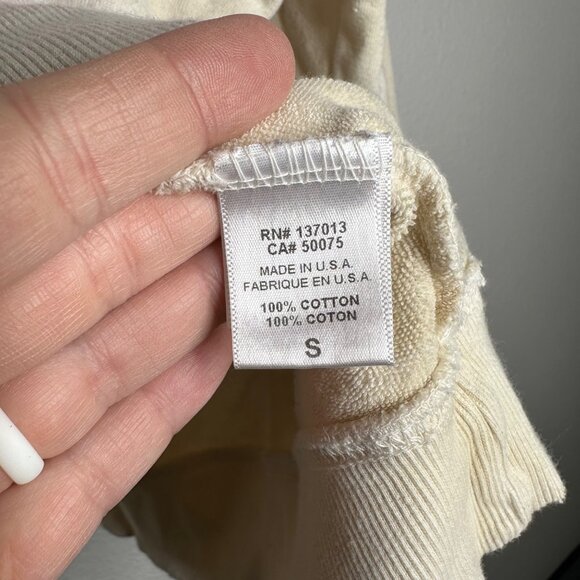 RN# 137013
CA# 50075
MADE IN U.S.A.
FABRIQUE EN U.S.A.
100% COTTON
100% COTON
S